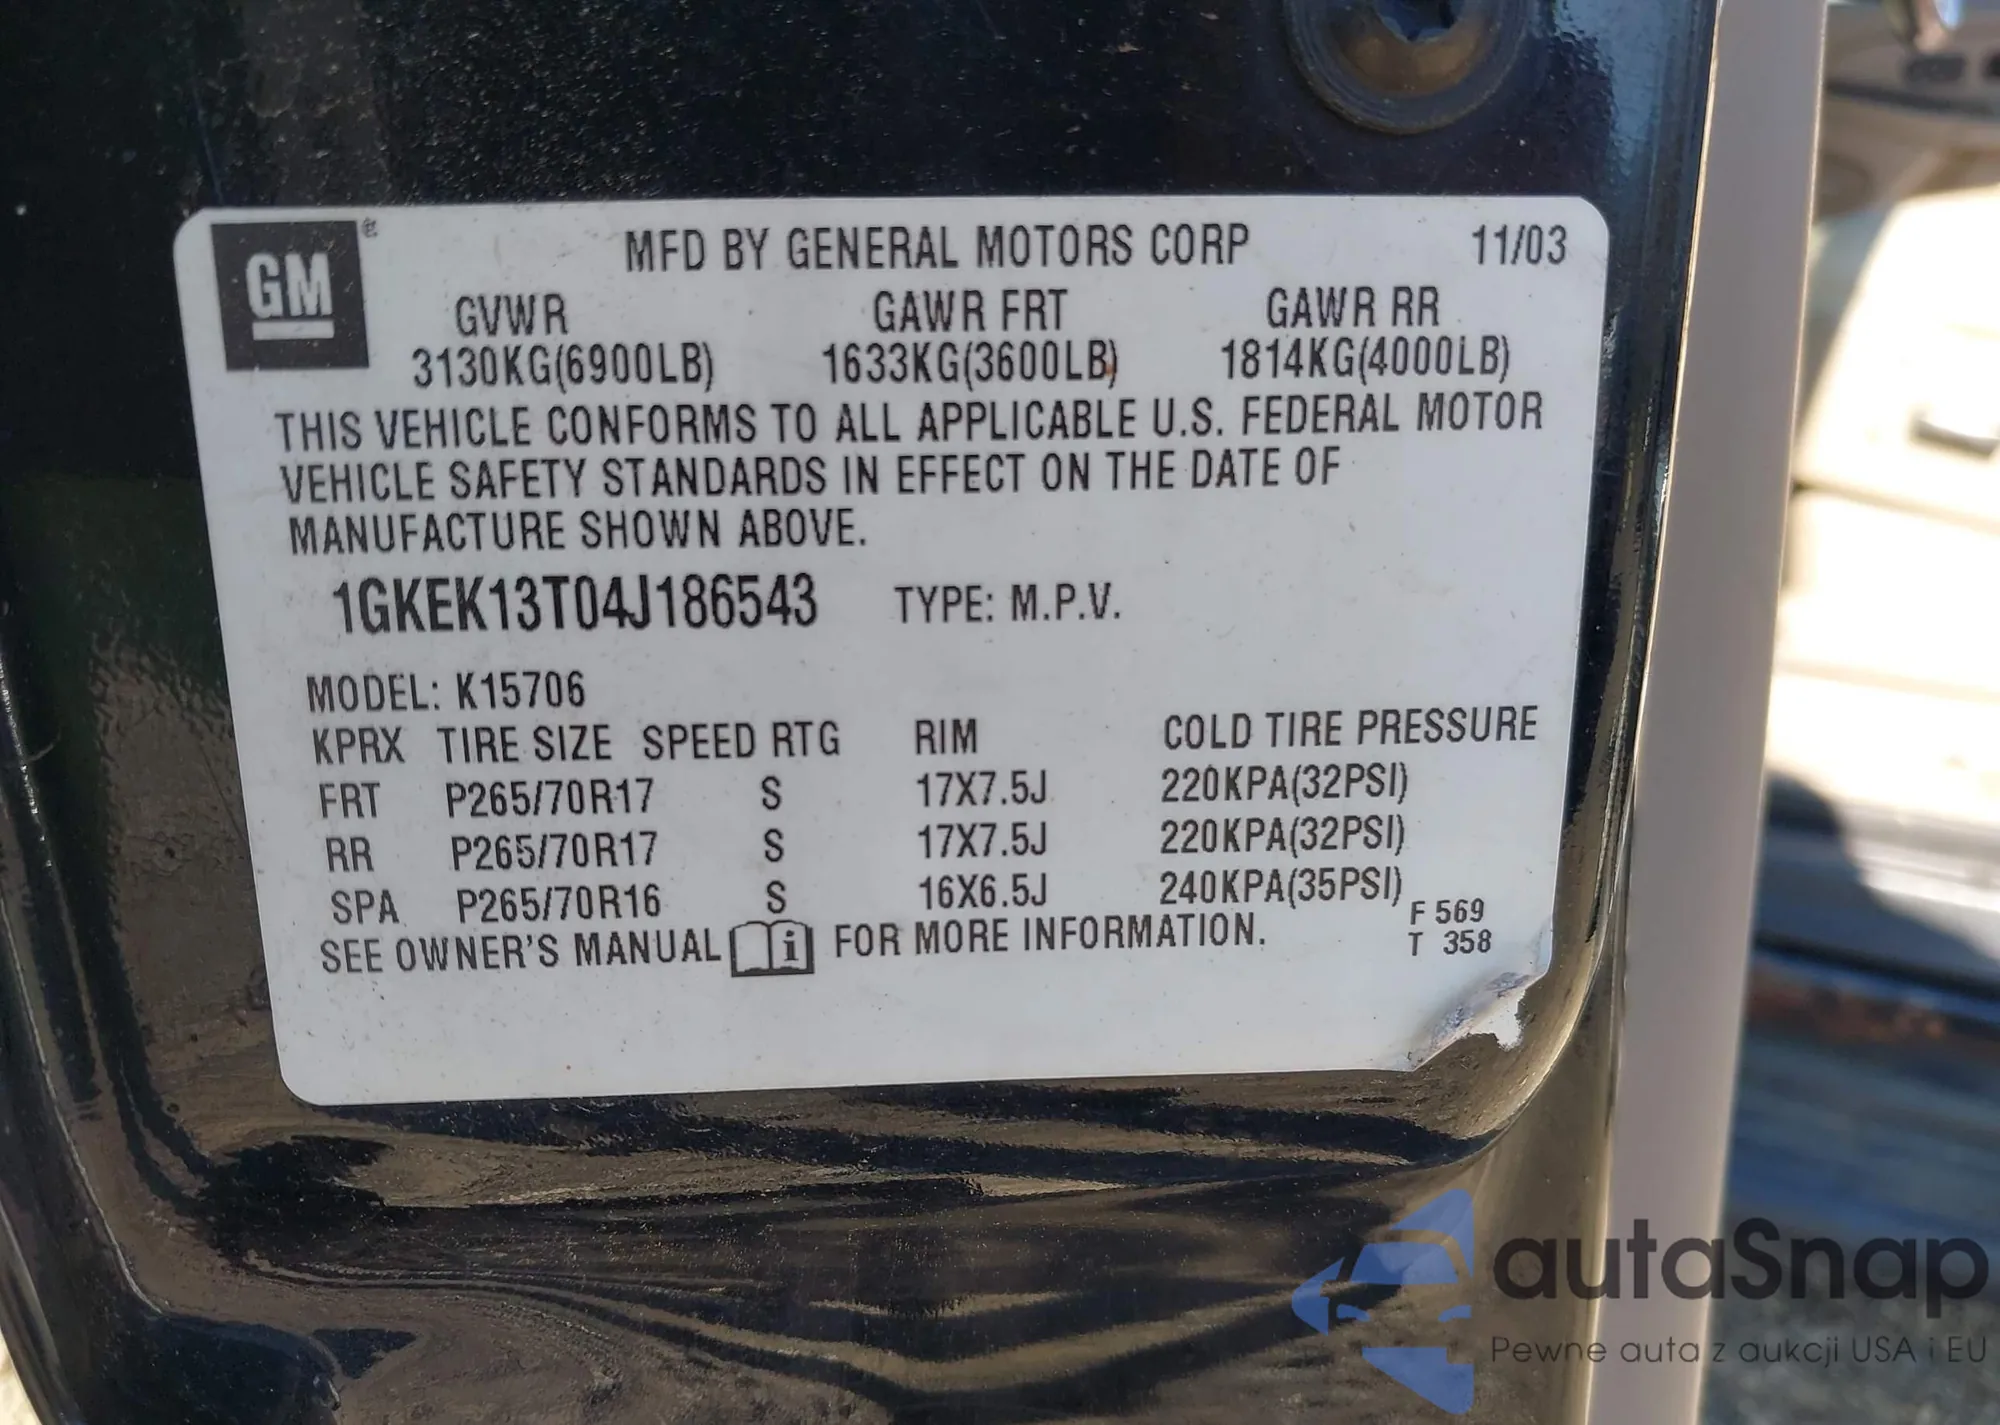 GM ® MFD BY GENERAL MOTORS CORP 11/03
GVWR GAWR FRT GAWR RR
3130KG(6900LB) 1633KG(3600LB) 1814KG(4000LB)
THIS VEHICLE CONFORMS TO ALL APPLICABLE U.S. FEDERAL MOTOR
VEHICLE SAFETY STANDARDS IN EFFECT ON THE DATE OF
MANUFACTURE SHOWN ABOVE.
1GKEK13T04J186543 TYPE: M.P.V.
MODEL: K15706
KPRX TIRE SIZE SPEED RTG RIM COLD TIRE PRESSURE
FRT P265/70R17 S 17X7.5J 220KPA(32PSI)
RR P265/70R17 S 17X7.5J 220KPA(32PSI)
SPA P265/70R16 S 16X6.5J 240KPA(35PSI)
F 569
SEE OWNER'S MANUAL i FOR MORE INFORMATION. T 358
autaSnap
Pewne auta z aukcji USA i EU